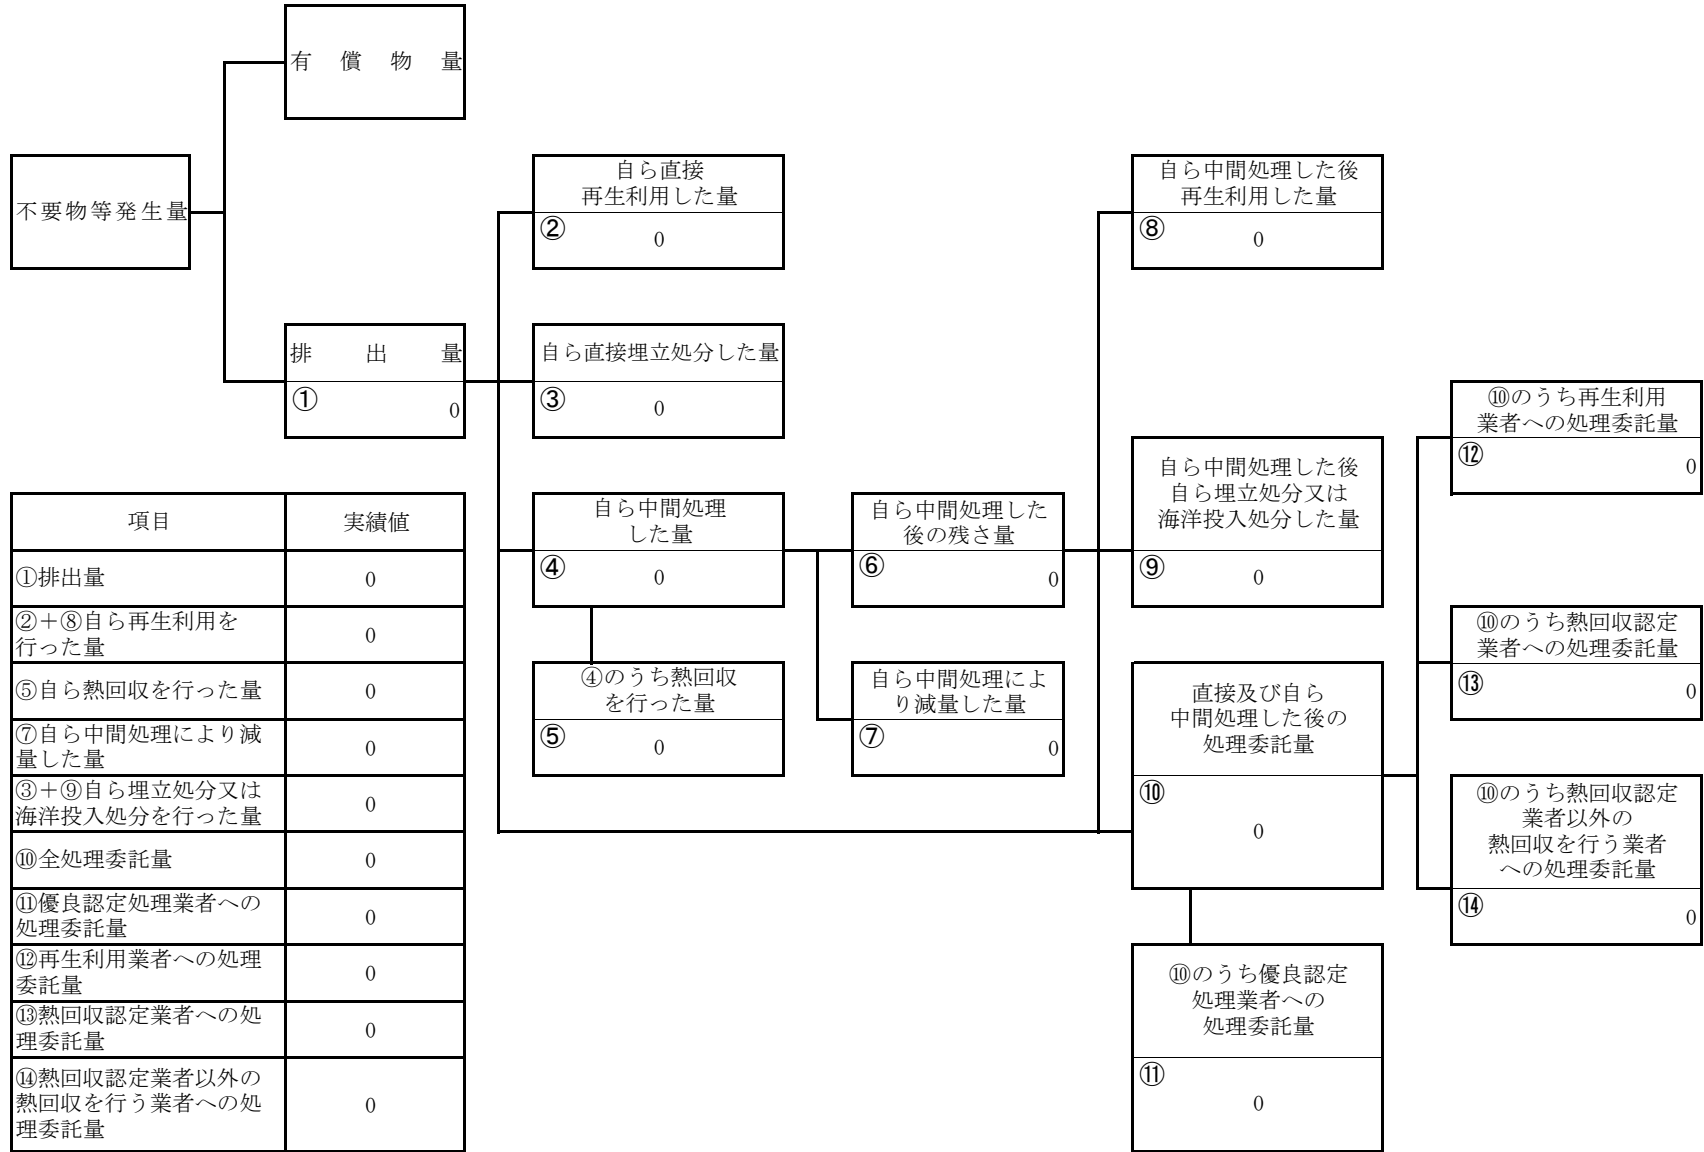 有償物量
不要物等発生量
自ら直接
再生利用した量
②
0
自ら中間処理した後
再生利用した量
⑧
0
排出量
①
0
自ら直接埋立処分した量
③
0
⑩のうち再生利用
業者への処理委託量
⑫
0
自ら中間処理した後
自ら埋立処分又は
海洋投入処分した量
⑨
0
自ら中間処理
した量
④
0
自ら中間処理した
後の残さ量
⑥
0
⑩のうち熱回収認定
業者への処理委託量
⑬
0
④のうち熱回収
を行った量
⑤
0
自ら中間処理によ
り減量した量
⑦
0
直接及び自ら
中間処理した後の
処理委託量
⑩
0
⑩のうち熱回収認定
業者以外の
熱回収を行う業者
への処理委託量
⑭
0
⑩のうち優良認定
処理業者への
処理委託量
⑪
0
項目 実績値
①排出量 0
②＋⑧自ら再生利用を
行った量 0
⑤自ら熱回収を行った量 0
⑦自ら中間処理により減
量した量 0
③＋⑨自ら埋立処分又は
海洋投入処分を行った量 0
⑩全処理委託量 0
⑪優良認定処理業者への
処理委託量 0
⑫再生利用業者への処理
委託量 0
⑬熱回収認定業者への処
理委託量 0
⑭熱回収認定業者以外の
熱回収を行う業者への処
理委託量 0